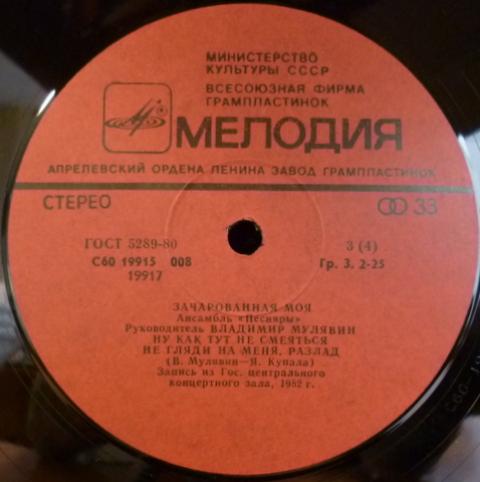 МИНИСТЕРСТВО
КУЛЬТУРЫ СССР
ВСЕСОЮЗНАЯ ФИРМА
ГРАМПЛАСТИНОК
МЕЛОДИЯ
АПРЕЛЕВСКИЙ ОРДЕНА ЛЕНИНА ЗАВОД ГРАМПЛАСТИНОК
СТЕРЕО 33
ГОСТ 5289-80 3 (4)
С60 19915 008 Гр. 3. 2-25
19917
ЗАЧАРОВАННАЯ МОЯ
Ансамбль «Песняры»
Руководитель ВЛАДИМИР МУЛЯВИН
НУ КАК ТУТ НЕ СМЕЯТЬСЯ
НЕ ГЛЯДИ НА МЕНЯ, РАЗЛАД
(В. Мулявин—Я. Купала)
Запись из Гос. центрального
концертного зала, 1982 г.